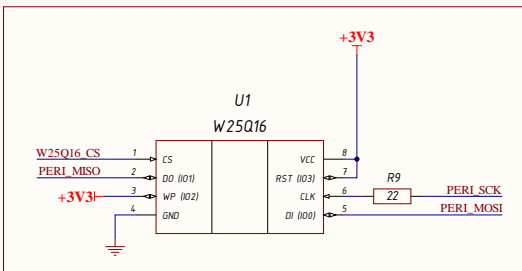 +3V3
U1
W25Q16
W25Q16_CS 1 CS VCC 8
PERI_MISO 2 DO (IO1) RST (IO3) 7 R9
+3V3 3 WP (IO2) CLK 6 22 PERI_SCK
4 GND DI (IO0) 5 PERI_MOSI